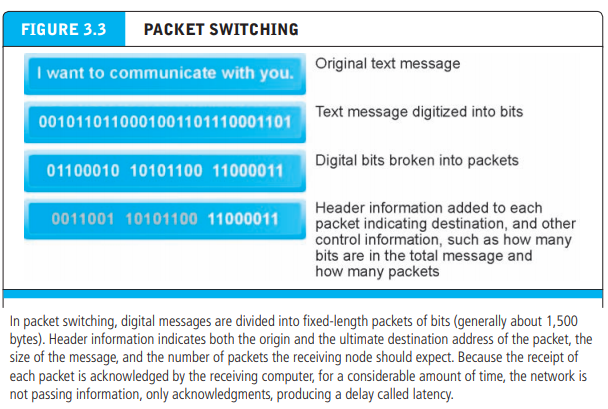 FIGURE 3.3 PACKET SWITCHING
I want to communicate with you.
Original text message
001011011000100110111000​1101
Text message digitized into bits
01100010 10101100 11000011
Digital bits broken into packets
0011001 10101100 11000011
Header information added to each
packet indicating destination, and other
control information, such as how many
bits are in the total message and
how many packets
In packet switching, digital messages are divided into fixed-length packets of bits (generally about 1,500
bytes). Header information indicates both the origin and the ultimate destination address of the packet, the
size of the message, and the number of packets the receiving node should expect. Because the receipt of
each packet is acknowledged by the receiving computer, for a considerable amount of time, the network is
not passing information, only acknowledgments, producing a delay called latency.